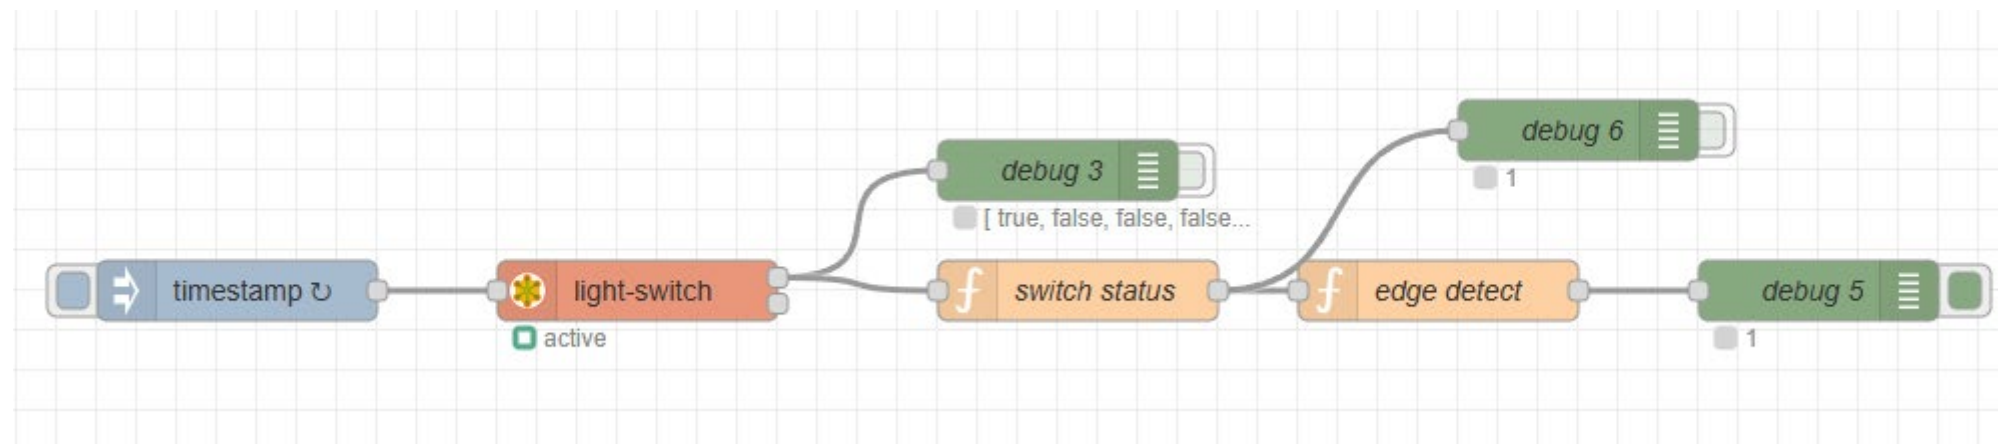 debug 6
1
debug 3
[ true, false, false, false...
timestamp ↻
light-switch
active
switch status
edge detect
debug 5
1